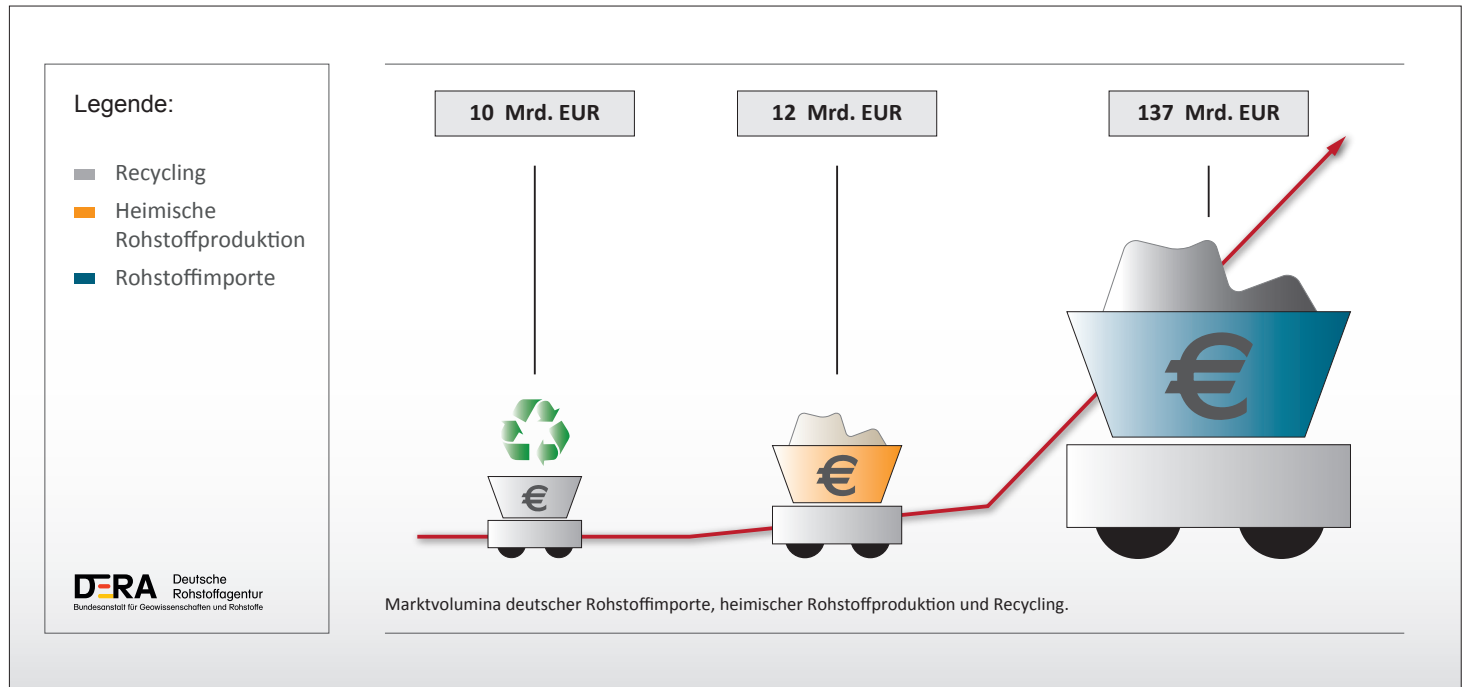 Legende:
Recycling
Heimische
Rohstoffproduktion
Rohstoffimporte
DERA
Deutsche
Rohstoffagentur
Bundesanstalt für Geowissenschaften und Rohstoffe
10 Mrd. EUR
12 Mrd. EUR
137 Mrd. EUR
€
€
€
Marktvolumina deutscher Rohstoffimporte, heimischer Rohstoffproduktion und Recycling.